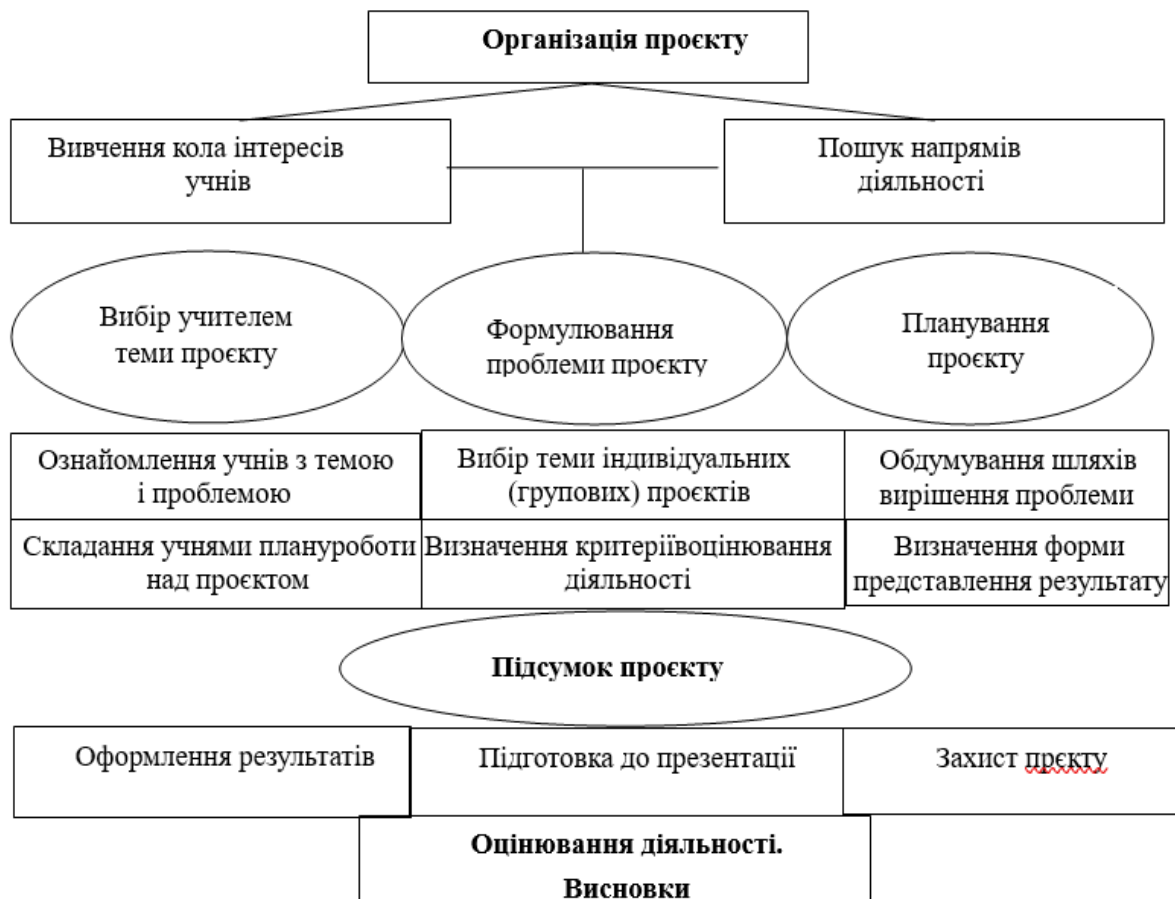 Організація проєкту
Вивчення кола інтересів
учнів
Пошук напрямів
діяльності
Вибір учителем
теми проєкту
Формулювання
проблеми проєкту
Планування
проєкту
Ознайомлення учнів з темою
і проблемою
Вибір теми індивідуальних
(групових) проєктів
Обдумування шляхів
вирішення проблеми
Складання учнями плануроботи
над проєктом
Визначення критеріївоцінювання
діяльності
Визначення форми
представлення результату
Підсумок проєкту
Оформлення результатів
Підготовка до презентації
Захист прєкту
Оцінювання діяльності.
Висновки